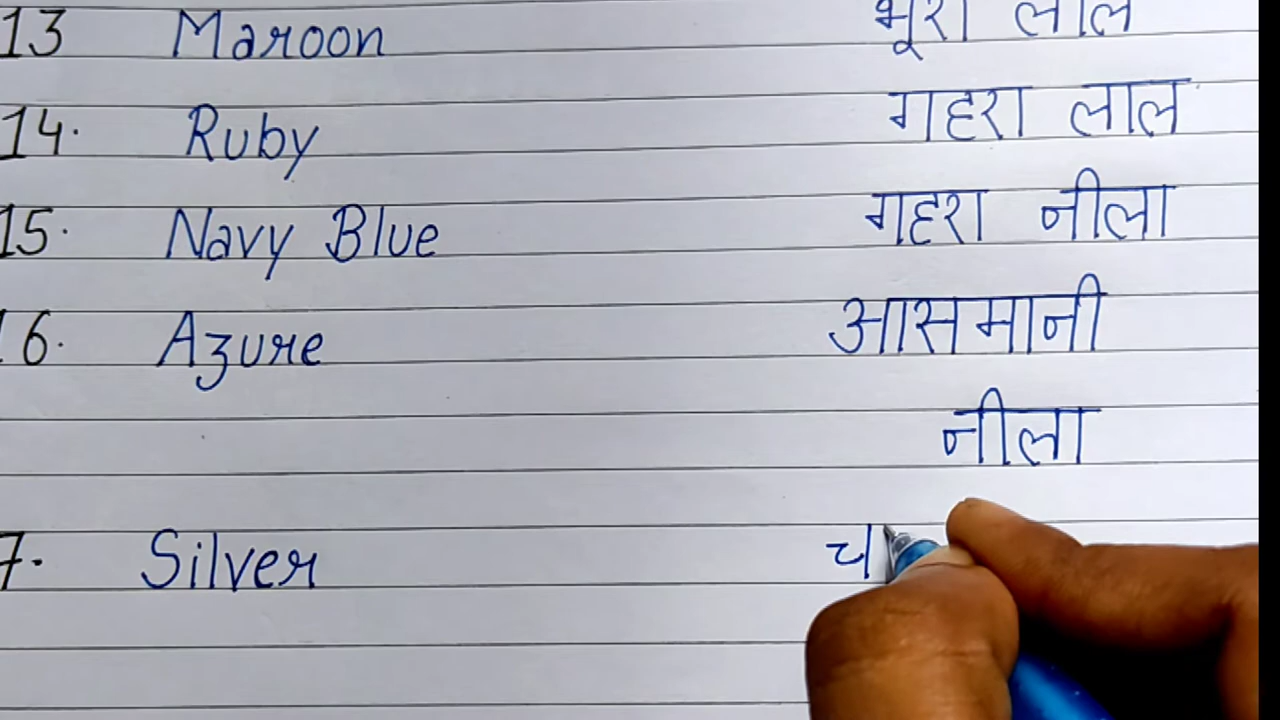 13 Maroon भूरा लाल
14. Ruby गहरा लाल
15. Navy Blue गहरा नीला
16. Azure आसमानी
नीला
7. Silver च